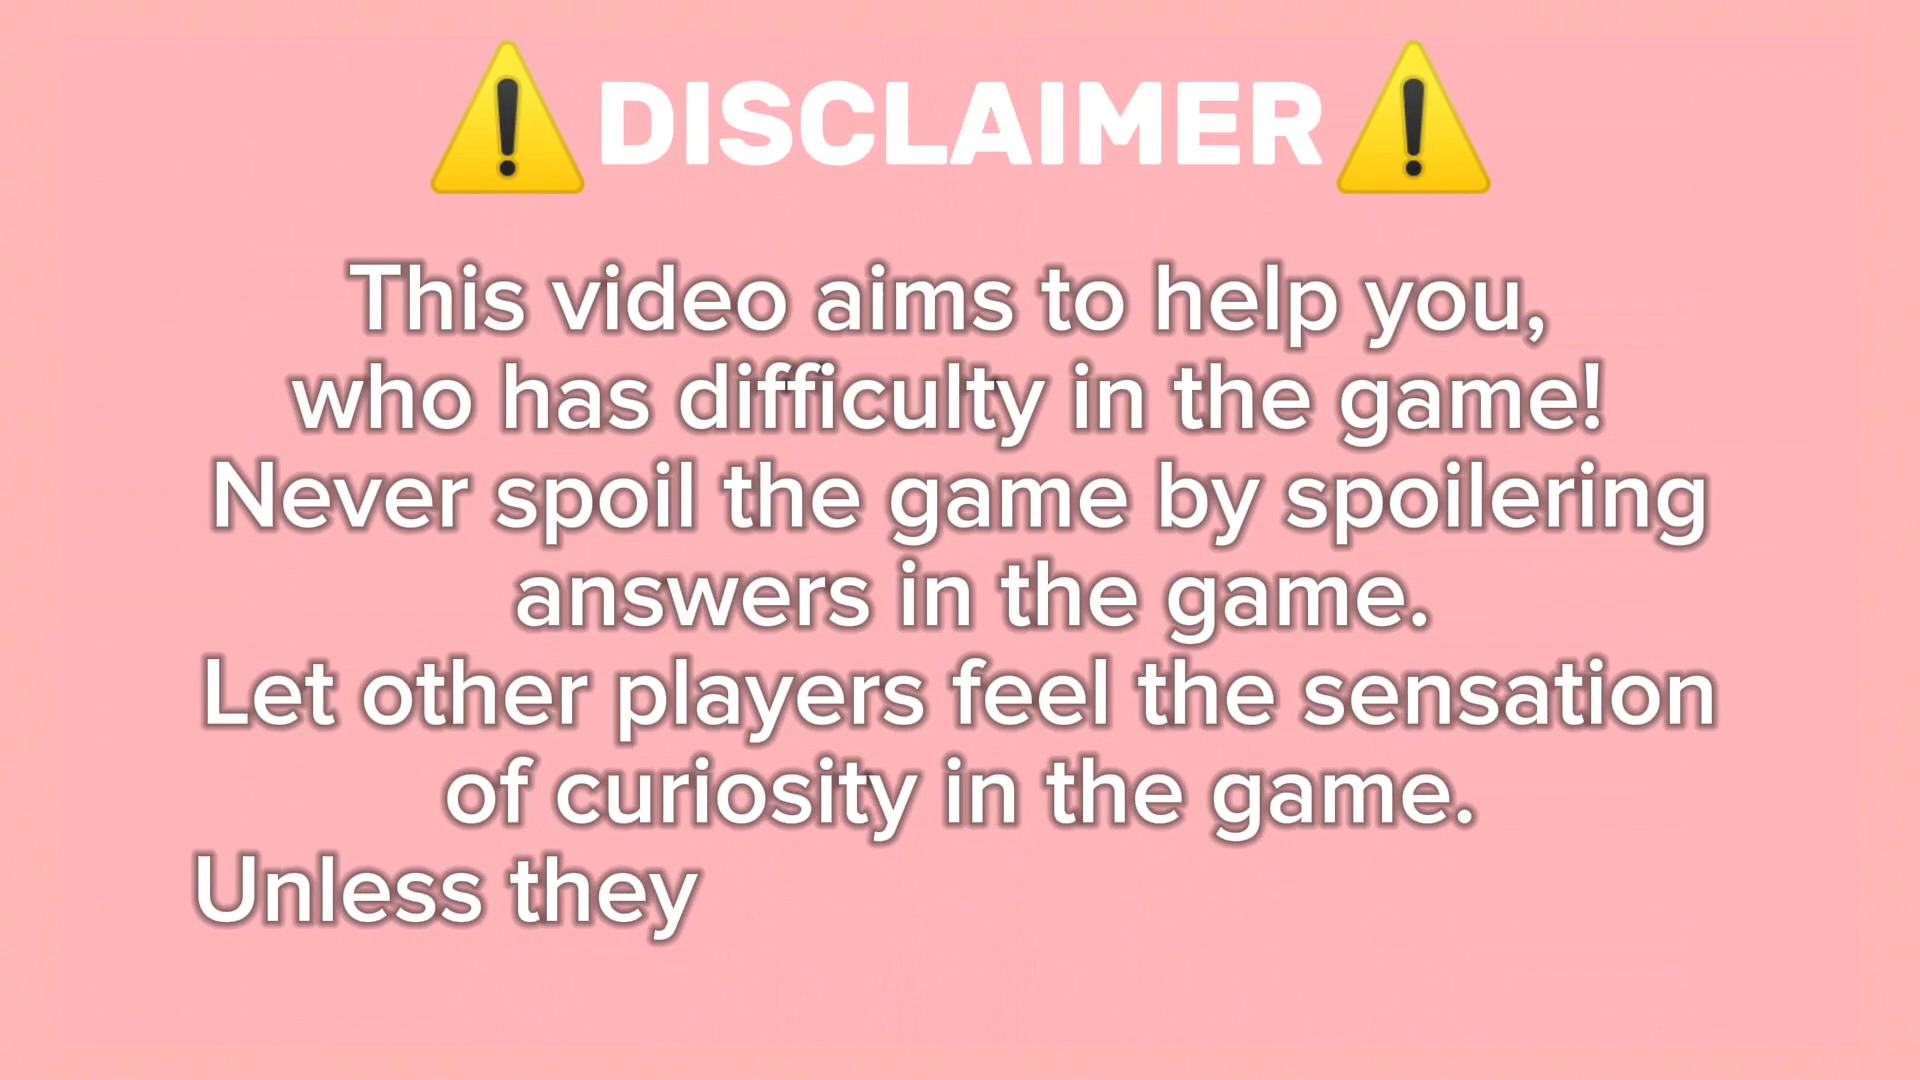 ⚠️DISCLAIMER⚠️
This video aims to help you,
who has difficulty in the game!
Never spoil the game by spoilering
answers in the game.
Let other players feel the sensation
of curiosity in the game.
Unless they